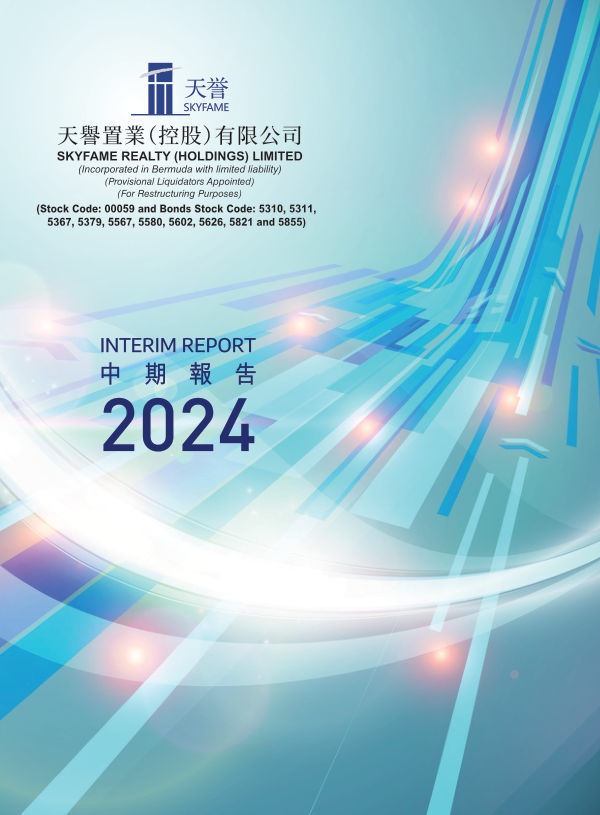 天誉
SKYFAME
天譽置業(控股)有限公司
SKYFAME REALTY (HOLDINGS) LIMITED
(Incorporated in Bermuda with limited liability)
(Provisional Liquidators Appointed)
(For Restructuring Purposes)
(Stock Code: 00059 and Bonds Stock Code: 5310, 5311,
5367, 5379, 5567, 5580, 5602, 5626, 5821 and 5855)
INTERIM REPORT
中期報告
2024